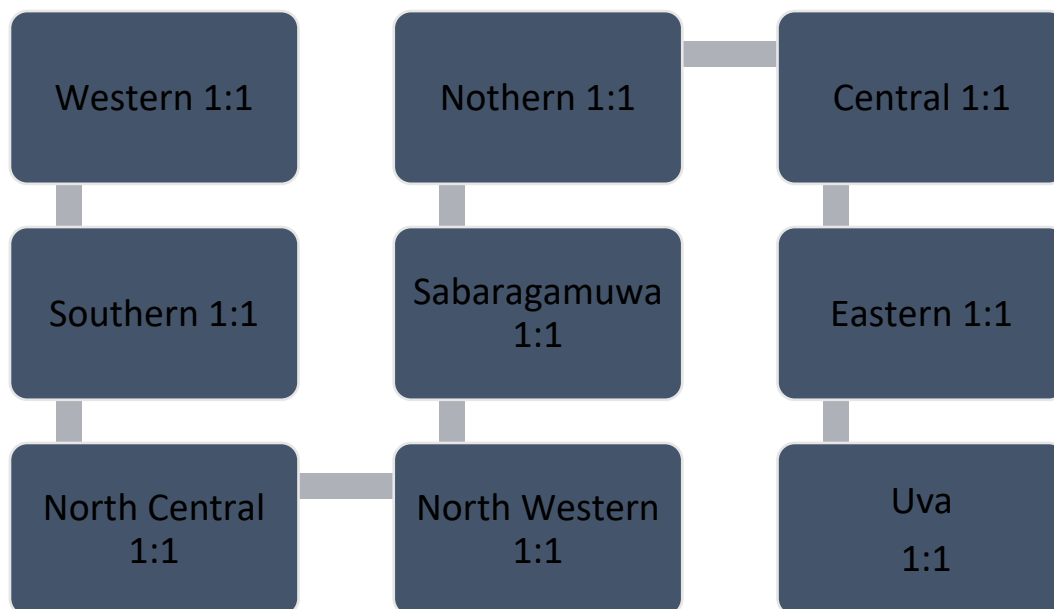 Western 1:1
Southern 1:1
North Central
1:1
North Western
1:1
Sabaragamuwa
1:1
Nothern 1:1
Central 1:1
Eastern 1:1
Uva
1:1